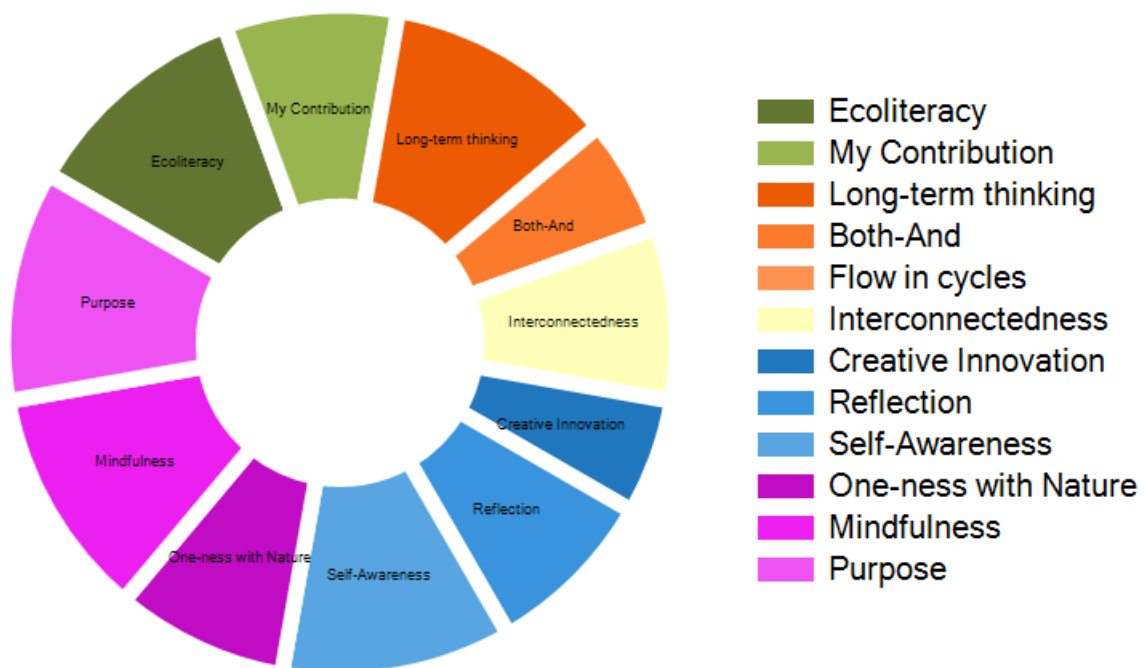 My Contribution
Long-term thinking
Ecoliteracy
Both-And
Purpose
Interconnectedness
Creative Innovation
Mindfulness
Reflection
One-ness with Nature
Self-Awareness
Ecoliteracy
My Contribution
Long-term thinking
Both-And
Flow in cycles
Interconnectedness
Creative Innovation
Reflection
Self-Awareness
One-ness with Nature
Mindfulness
Purpose